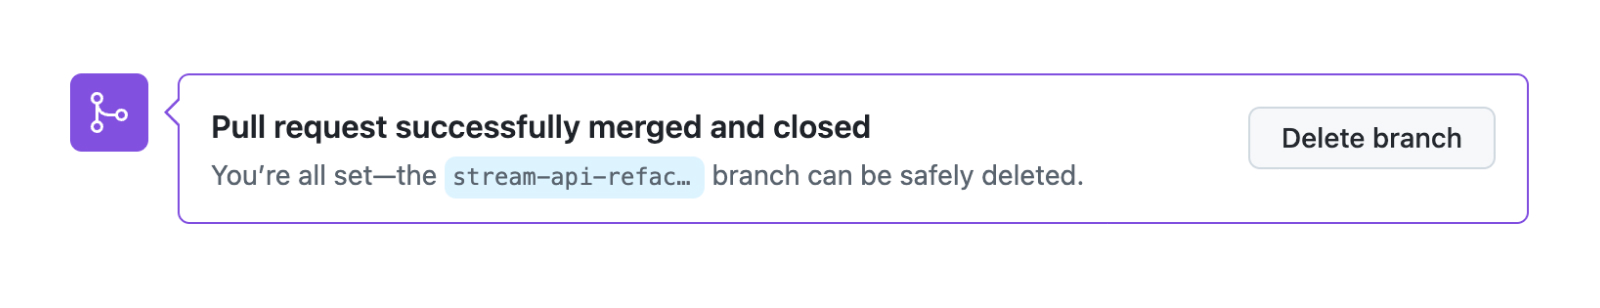 Pull request successfully merged and closed
You’re all set—the stream-api-refac… branch can be safely deleted.
Delete branch